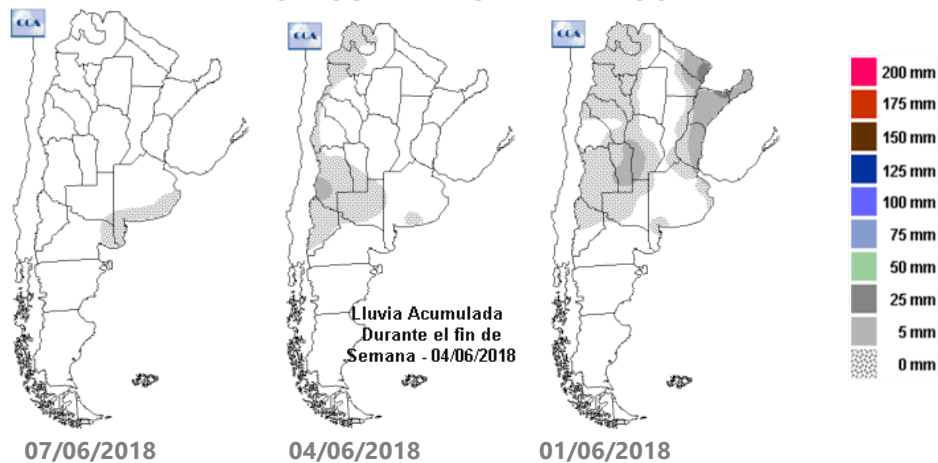 CCA
CCA
CCA
200 mm
175 mm
150 mm
125 mm
100 mm
75 mm
50 mm
25 mm
5 mm
0 mm
Lluvia Acumulada
Durante el fin de
Semana - 04/06/2018
07/06/2018
04/06/2018
01/06/2018